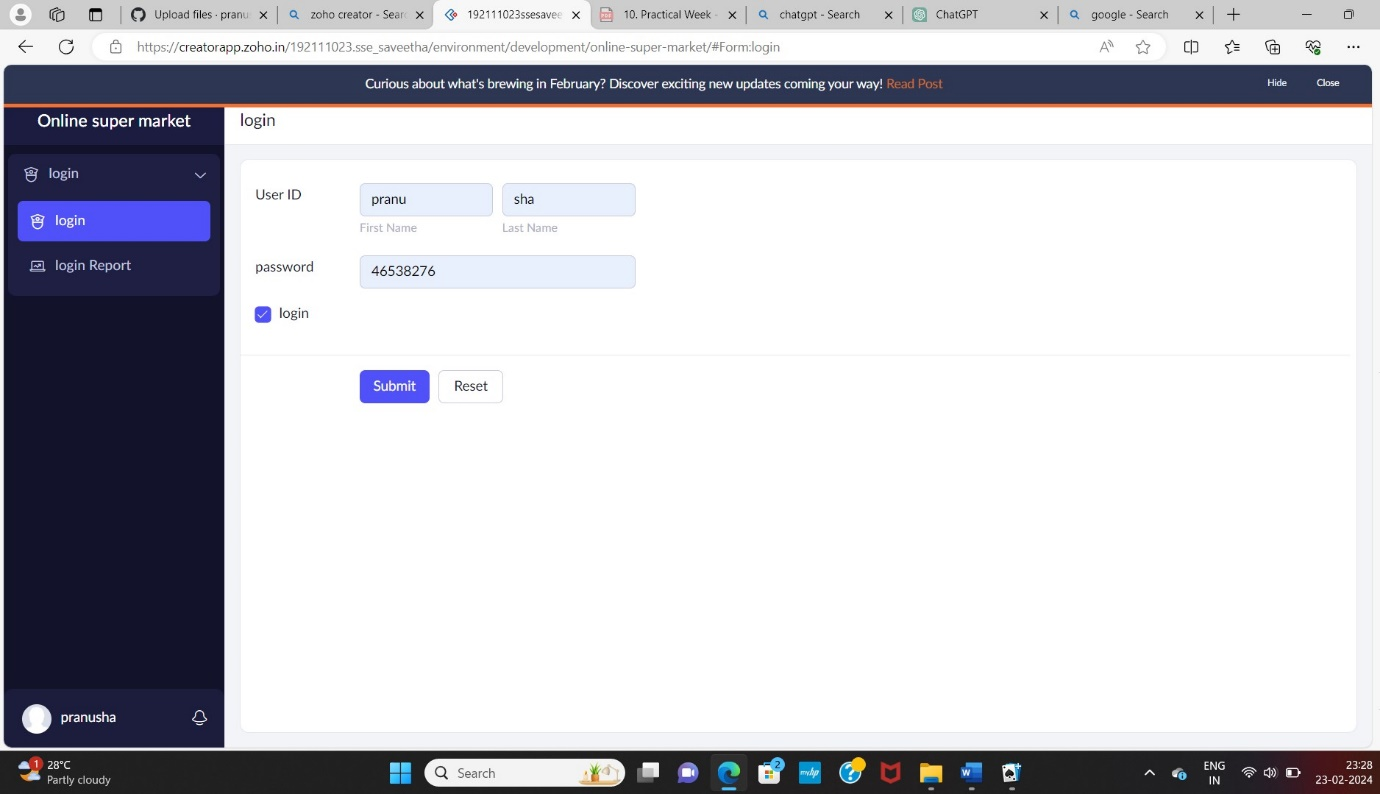 Upload files · pranu
zoho creator - Sear
192111023ssesavee
10. Practical Week -
chatgpt - Search
ChatGPT
google - Search
https://creatorapp.zoho.in/192111023.sse_saveetha/environment/development/online-super-market/#Form:login
Curious about what's brewing in February? Discover exciting new updates coming your way! Read Post
Hide
Close
Online super market
login
login
login
login Report
User ID
pranu
sha
First Name
Last Name
password
46538276
login
Submit
Reset
pranusha
1
28°C
Partly cloudy
Search
2
myhp
ENG
IN
23:28
23-02-2024